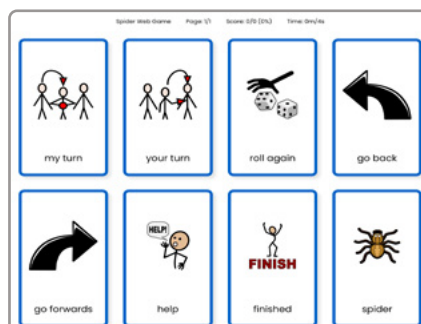 Spider Web Game Page: 1/1 Score: 0/0 (0%) Time: 0m/4s
my turn
your turn
roll again
go back
HELP!
FINISH
go forwards
help
finished
spider